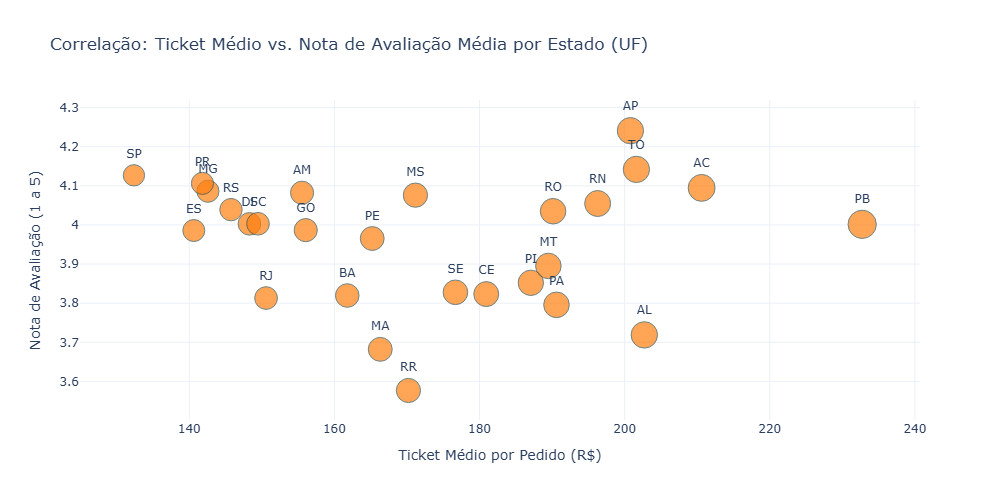 Correlação: Ticket Médio vs. Nota de Avaliação Média por Estado (UF)
Nota de Avaliação (1 a 5)
4.3
4.2
4.1
4
3.9
3.8
3.7
3.6
AP
TO
SP
PR
MG
AM
MS
AC
RS
RO
RN
PB
ES
DF
SC
GO
PE
MT
RJ
BA
SE
CE
PI
PA
MA
AL
RR
140
160
180
200
220
240
Ticket Médio por Pedido (R$)